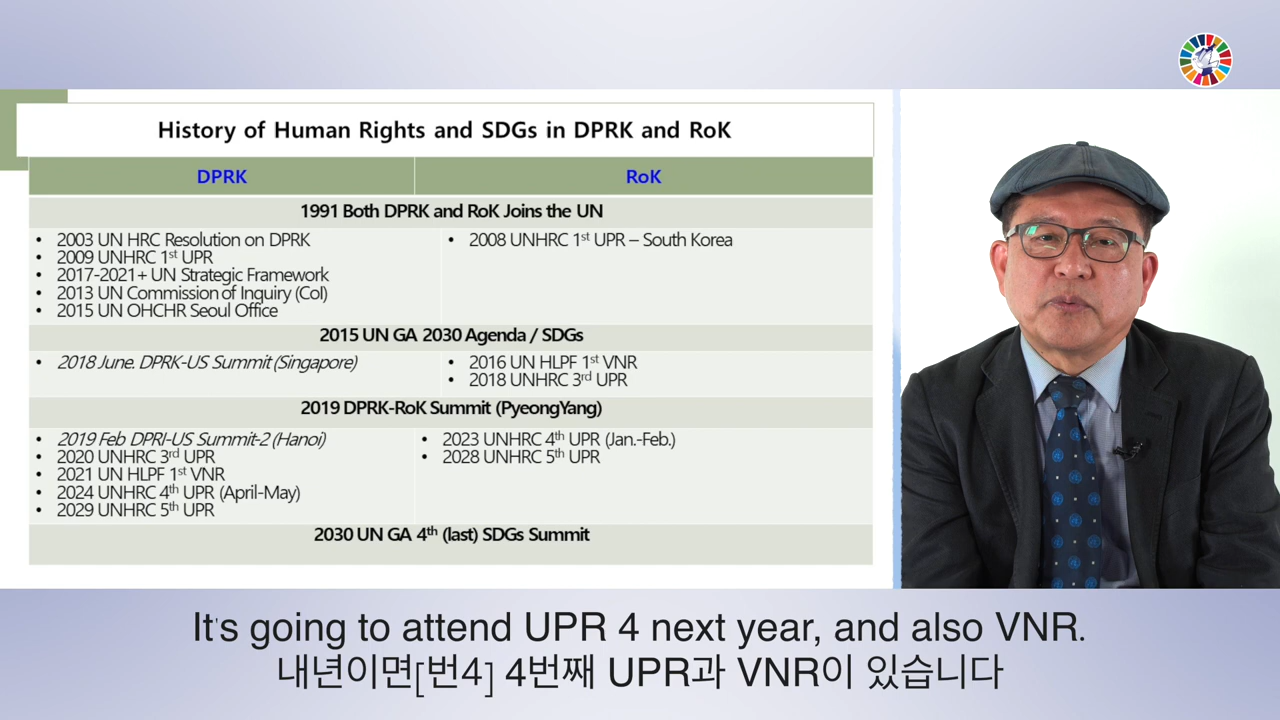 History of Human Rights and SDGs in DPRK and RoK
DPRK
RoK
1991 Both DPRK and RoK Joins the UN
• 2003 UN HRC Resolution on DPRK
• 2009 UNHRC 1st UPR
• 2017-2021+ UN Strategic Framework
• 2013 UN Commission of Inquiry (CoI)
• 2015 UN OHCHR Seoul Office
• 2008 UNHRC 1st UPR – South Korea
2015 UN GA 2030 Agenda / SDGs
• 2018 June. DPRK-US Summit (Singapore)
• 2016 UN HLPF 1st VNR
• 2018 UNHRC 3rd UPR
2019 DPRK-RoK Summit (PyeongYang)
• 2019 Feb DPRI-US Summit-2 (Hanoi)
• 2020 UNHRC 3rd UPR
• 2021 UN HLPF 1st VNR
• 2024 UNHRC 4th UPR (April-May)
• 2029 UNHRC 5th UPR
• 2023 UNHRC 4th UPR (Jan.-Feb.)
• 2028 UNHRC 5th UPR
2030 UN GA 4th (last) SDGs Summit
It's going to attend UPR 4 next year, and also VNR.
내년이면[번4] 4번째 UPR과 VNR이 있습니다